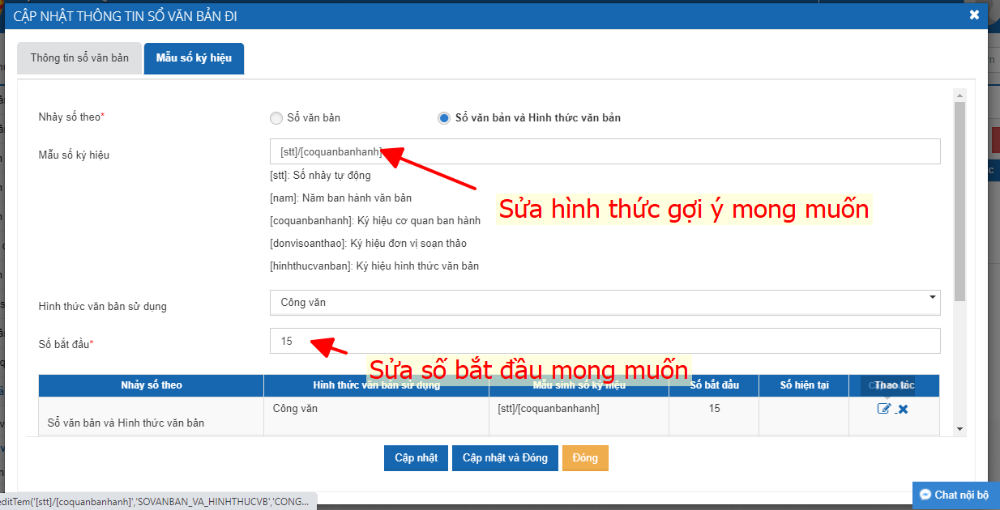 CẬP NHẬT THÔNG TIN SỔ VĂN BẢN ĐI
Thông tin sổ văn bản
Mẫu số ký hiệu
Nhảy số theo*
Sổ văn bản
Sổ văn bản và Hình thức văn bản
Mẫu số ký hiệu
[stt]/[coquanbanhanh]
[stt]: Số nhảy tự động
[nam]: Năm ban hành văn bản
Sửa hình thức gợi ý mong muốn
[coquanbanhanh]: Ký hiệu cơ quan ban hành
[donvisoanthao]: Ký hiệu đơn vị soạn thảo
[hinhthucvanban]: Ký hiệu hình thức văn bản
Hình thức văn bản sử dụng
Công văn
Số bắt đầu*
15
Sửa số bắt đầu mong muốn
Nhảy số theo
Hình thức văn bản sử dụng
Mẫu sinh số ký hiệu
Số bắt đầu
Số hiện tại
Thao tác
Sổ văn bản và Hình thức văn bản
Công văn
[stt]/[coquanbanhanh]
15
Cập nhật
Cập nhật và Đóng
Đóng
editTem('[stt]/[coquanbanhanh]','SOVANBAN_VA_HINHTHUCVB','CONG...
Chat nội bộ